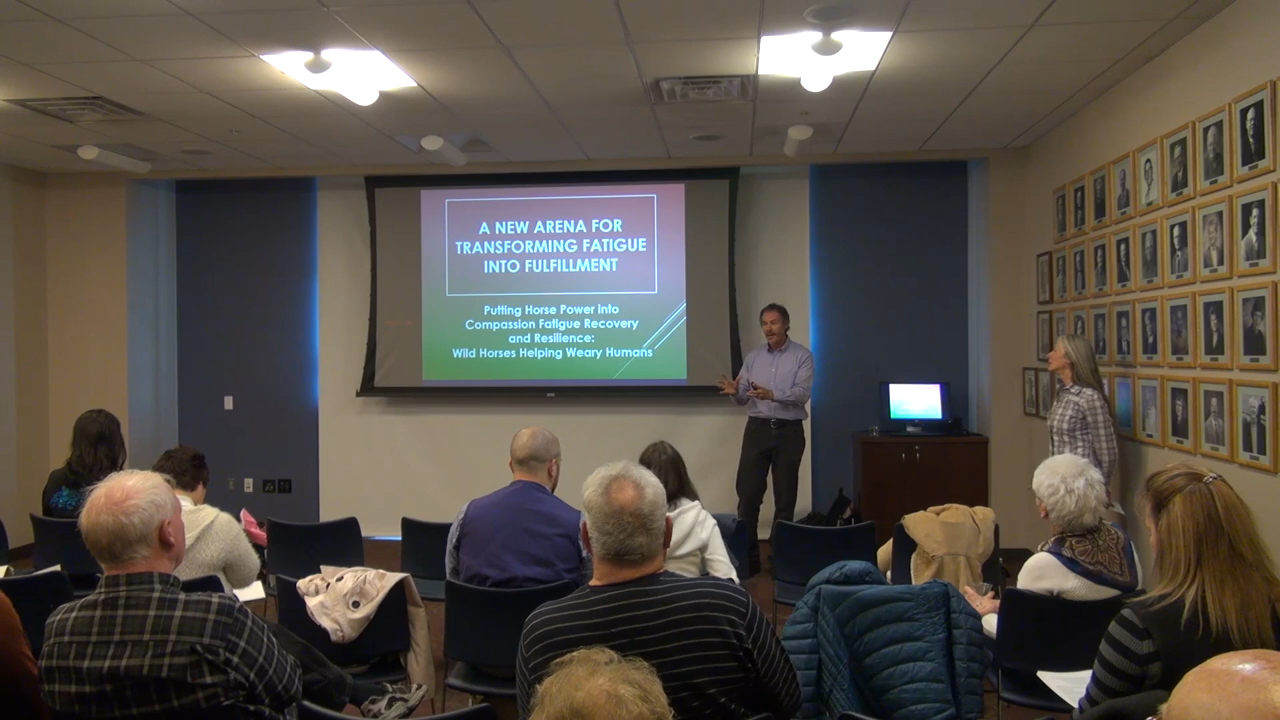 A NEW ARENA FOR
TRANSFORMING FATIGUE
INTO FULFILLMENT
Putting Horse Power Into
Compassion Fatigue Recovery
and Resilience:
Wild Horses Helping Weary Humans